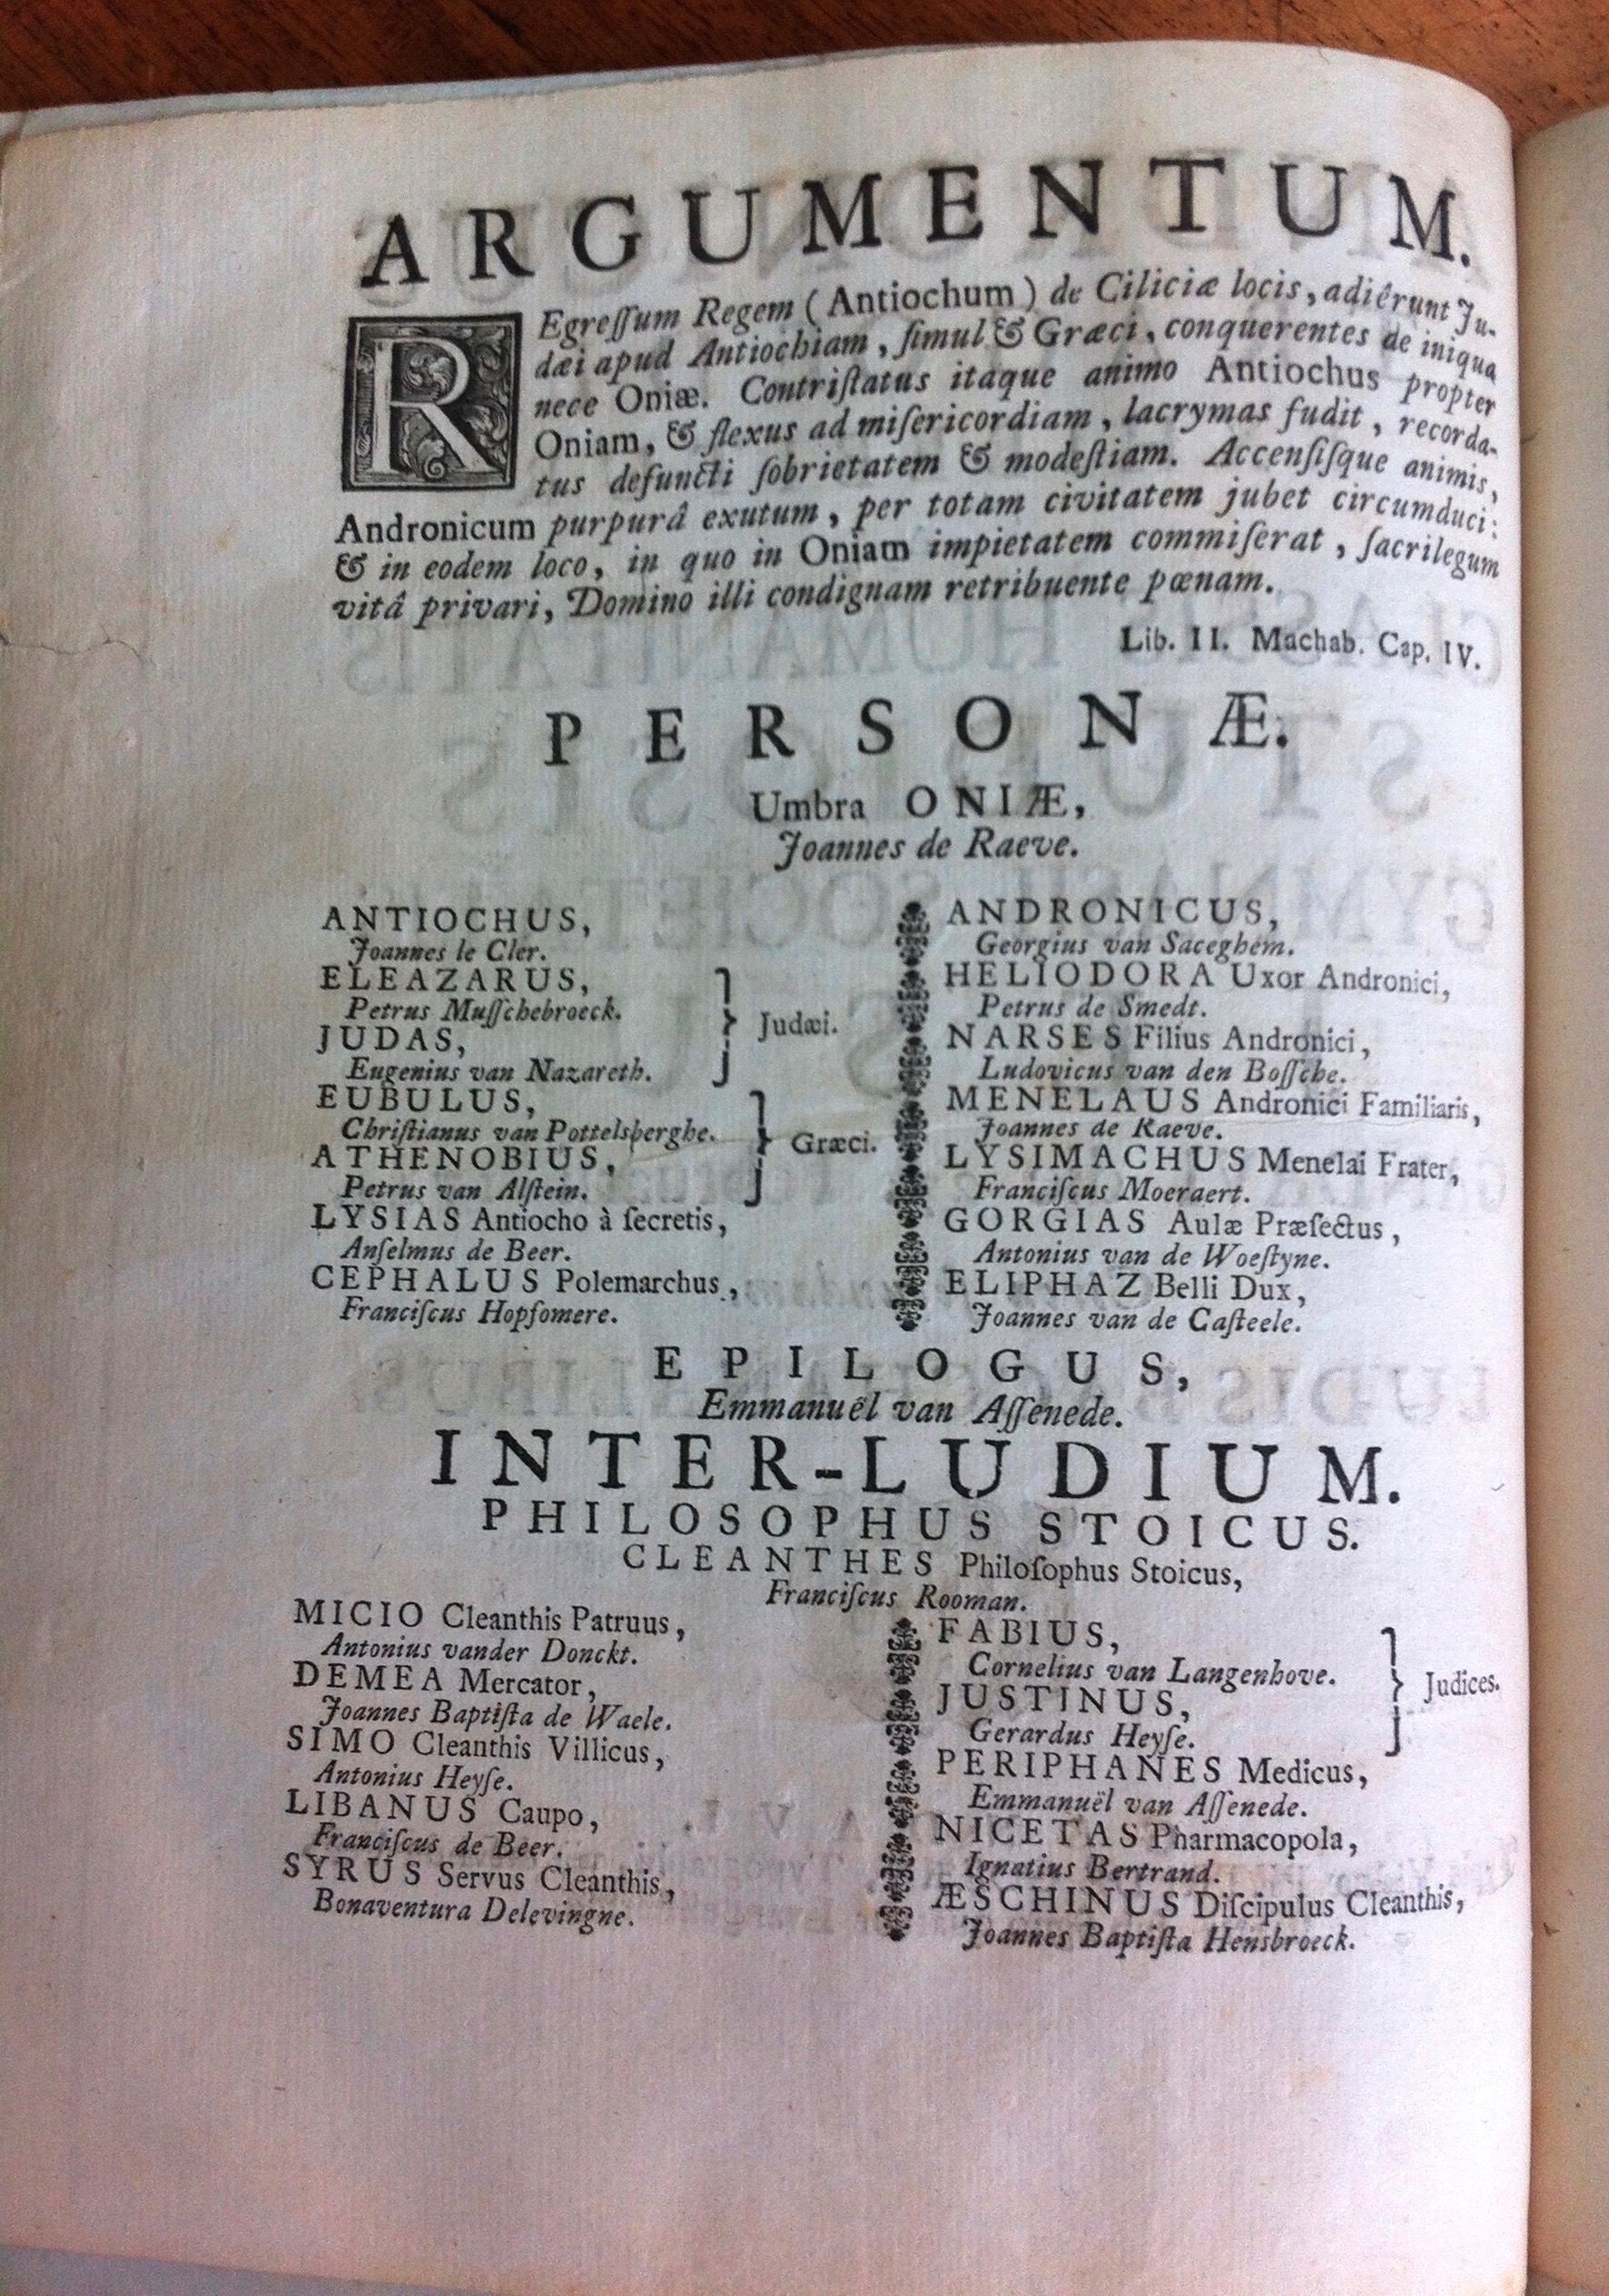 ARGUMENTUM.
REgreſſum Regem (Antiochum) de Ciliciæ locis, adiêrunt Ju-
dæi apud Antiochiam, ſimul & Græci, conquerentes de iniqua
nece Oniæ. Contriſtatus itaque animo Antiochus propter
Oniam, & flexus ad miſericordiam, lacrymas fudit, recorda-
tus defuncti ſobrietatem & modeſtiam. Accenſiſque animis,
Andronicum purpurâ exutum, per totam civitatem jubet circumduci:
& in eodem loco, in quo in Oniam impietatem commiſerat, ſacrilegum
vitâ privari, Domino illi condignam retribuente pœnam.
Lib. II. Machab. Cap. IV.
PERSONÆ.
Umbra ONIÆ,
Joannes de Raeve.
ANTIOCHUS,
Joannes le Cler.
ELEAZARUS,
Petrus Muſſchebroeck.
JUDAS,
Eugenius van Nazareth.
Judæi.
EUBULUS,
Chriſtianus van Pottelsberghe.
ATHENOBIUS,
Petrus van Alſtein.
Græci.
LYSIAS Antiocho à ſecretis,
Anſelmus de Beer.
CEPHALUS Polemarchus,
Franciſcus Hopſomere.
ANDRONICUS,
Georgius van Saceghem.
HELIODORA Uxor Andronici,
Petrus de Smedt.
NARSES Filius Andronici,
Ludovicus van den Boſſche.
MENELAUS Andronici Familiaris,
Joannes de Raeve.
LYSIMACHUS Menelai Frater,
Franciſcus Moeraert.
GORGIAS Aulæ Præfectus,
Antonius van de Woeſtyne.
ELIPHAZ Belli Dux,
Joannes van de Caſteele.
EPILOGUS,
Emmanuël van Aſſenede.
INTER-LUDIUM.
PHILOSOPHUS STOICUS.
CLEANTHES Philoſophus Stoicus,
Franciſcus Rooman.
MICIO Cleanthis Patruus,
Antonius vander Donckt.
DEMEA Mercator,
Joannes Baptiſta de Waele.
SIMO Cleanthis Villicus,
Antonius Heyſe.
LIBANUS Caupo,
Franciſcus de Beer.
SYRUS Servus Cleanthis,
Bonaventura Delevingne.
FABIUS,
Cornelius van Langenhove.
JUSTINUS,
Gerardus Heyſe.
Judices.
PERIPHANES Medicus,
Emmanuël van Aſſenede.
NICETAS Pharmacopola,
Ignatius Bertrand.
ÆSCHINUS Diſcipulus Cleanthis,
Joannes Baptiſta Hensbroeck.